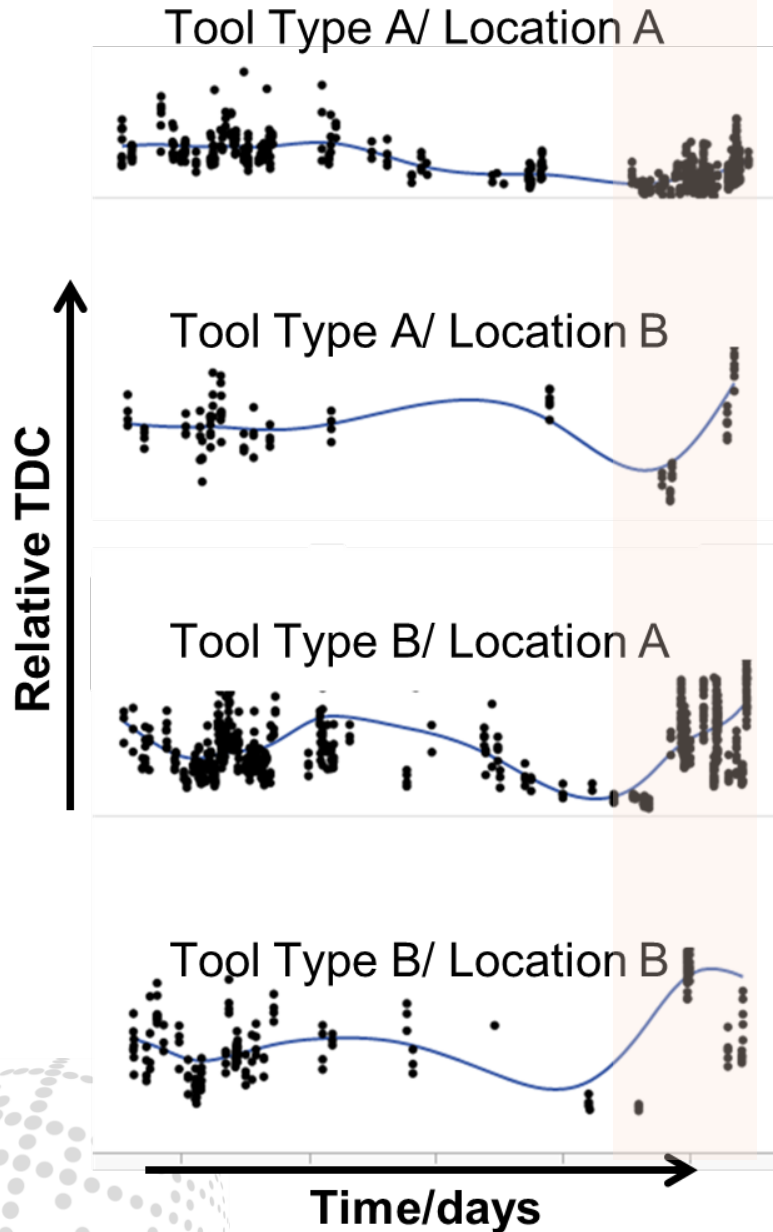 Tool Type A/ Location A
Tool Type A/ Location B
Relative TDC
Tool Type B/ Location A
Tool Type B/ Location B
Time/days